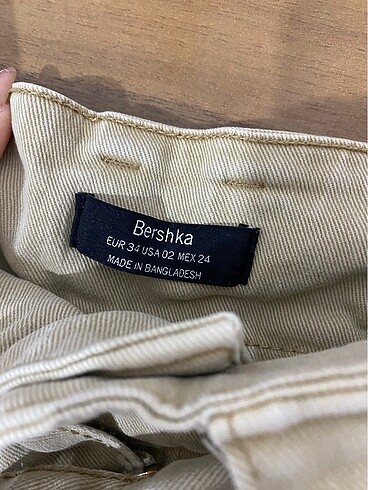 Bershka
EUR 34 USA 02 MEX 24
MADE IN BANGLADESH